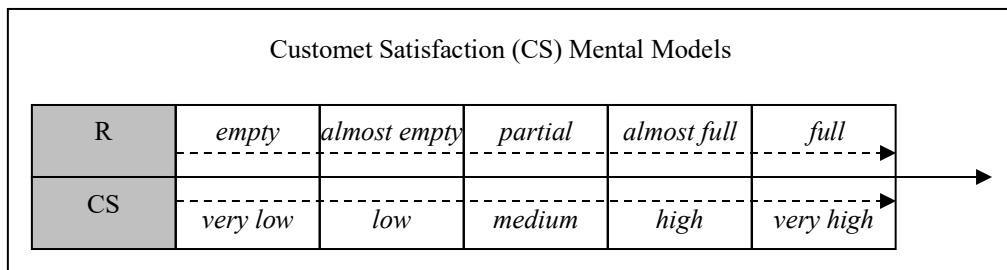 Customet Satisfaction (CS) Mental Models
R empty almost empty partial almost full full
CS very low low medium high very high